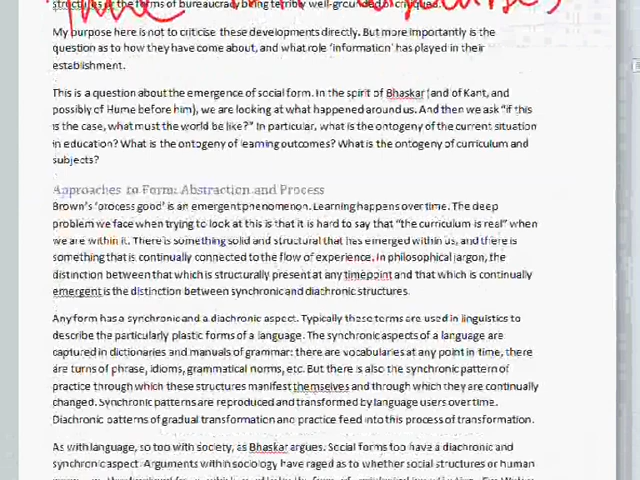 structures or the forms of bureaucracy being terribly well-grounded or critiqued.
My purpose here is not to criticise these developments directly. But more importantly is the
question as to how they have come about, and what role 'information' has played in their
establishment.
This is a question about the emergence of social form. In the spirit of Bhaskar (and of Kant, and
possibly of Hume before him), we are looking at what happened around us. And then we ask "if this
is the case, what must the world be like?" In particular, what is the ontogeny of the current situation
in education? What is the ontogeny of learning outcomes? What is the ontogeny of curriculum and
subjects?
Approaches to Form: Abstraction and Process
Brown's 'process good' is an emergent phenomenon. Learning happens over time. The deep
problem we face when trying to look at this is that it is hard to say that "the curriculum is real" when
we are within it. There is something solid and structural that has emerged within us, and there is
something that is continually connected to the flow of experience. In philosophical jargon, the
distinction between that which is structurally present at any timepoint and that which is continually
emergent is the distinction between synchronic and diachronic structures.
Any form has a synchronic and a diachronic aspect. Typically these terms are used in linguistics to
describe the particularly plastic forms of a language. The synchronic aspects of a language are
captured in dictionaries and manuals of grammar: there are vocabularies at any point in time, there
are turns of phrase, idioms, grammatical norms, etc. But there is also the synchronic pattern of
practice through which these structures manifest themselves and through which they are continually
changed. Synchronic patterns are reproduced and transformed by language users over time.
Diachronic patterns of gradual transformation and practice feed into this process of transformation.
As with language, so too with society, as Bhaskar argues. Social forms too have a diachronic and
synchronic aspect. Arguments within sociology have raged as to whether social structures or human